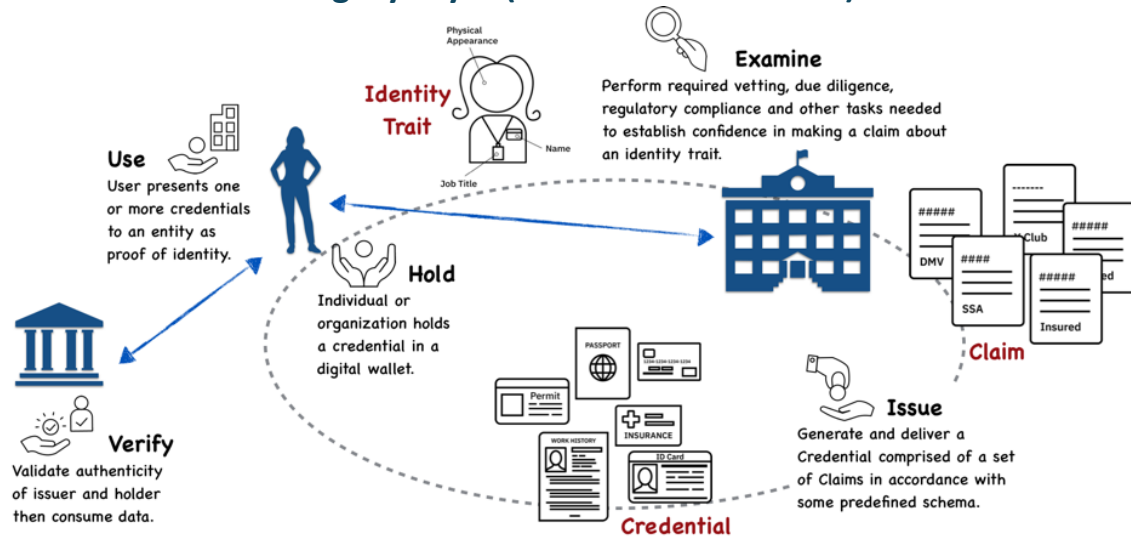 Physical
Appearance
Identity
Trait
Name
Job Title
Examine
Perform required vetting, due diligence,
regulatory compliance and other tasks needed
to establish confidence in making a claim about
an identity trait.
Use
User presents one
or more credentials
to an entity as
proof of identity.
Hold
Individual or
organization holds
a credential in a
digital wallet.
-------
#####
Club
#####
DMV
####
ed
SSA
#####
Insured
Claim
PASSPORT
1234-1234-1234-1234
Permit
INSURANCE
WORK HISTORY
ID Card
Credential
Issue
Generate and deliver a
Credential comprised of a set
of Claims in accordance with
some predefined schema.
Verify
Validate authenticity
of issuer and holder
then consume data.